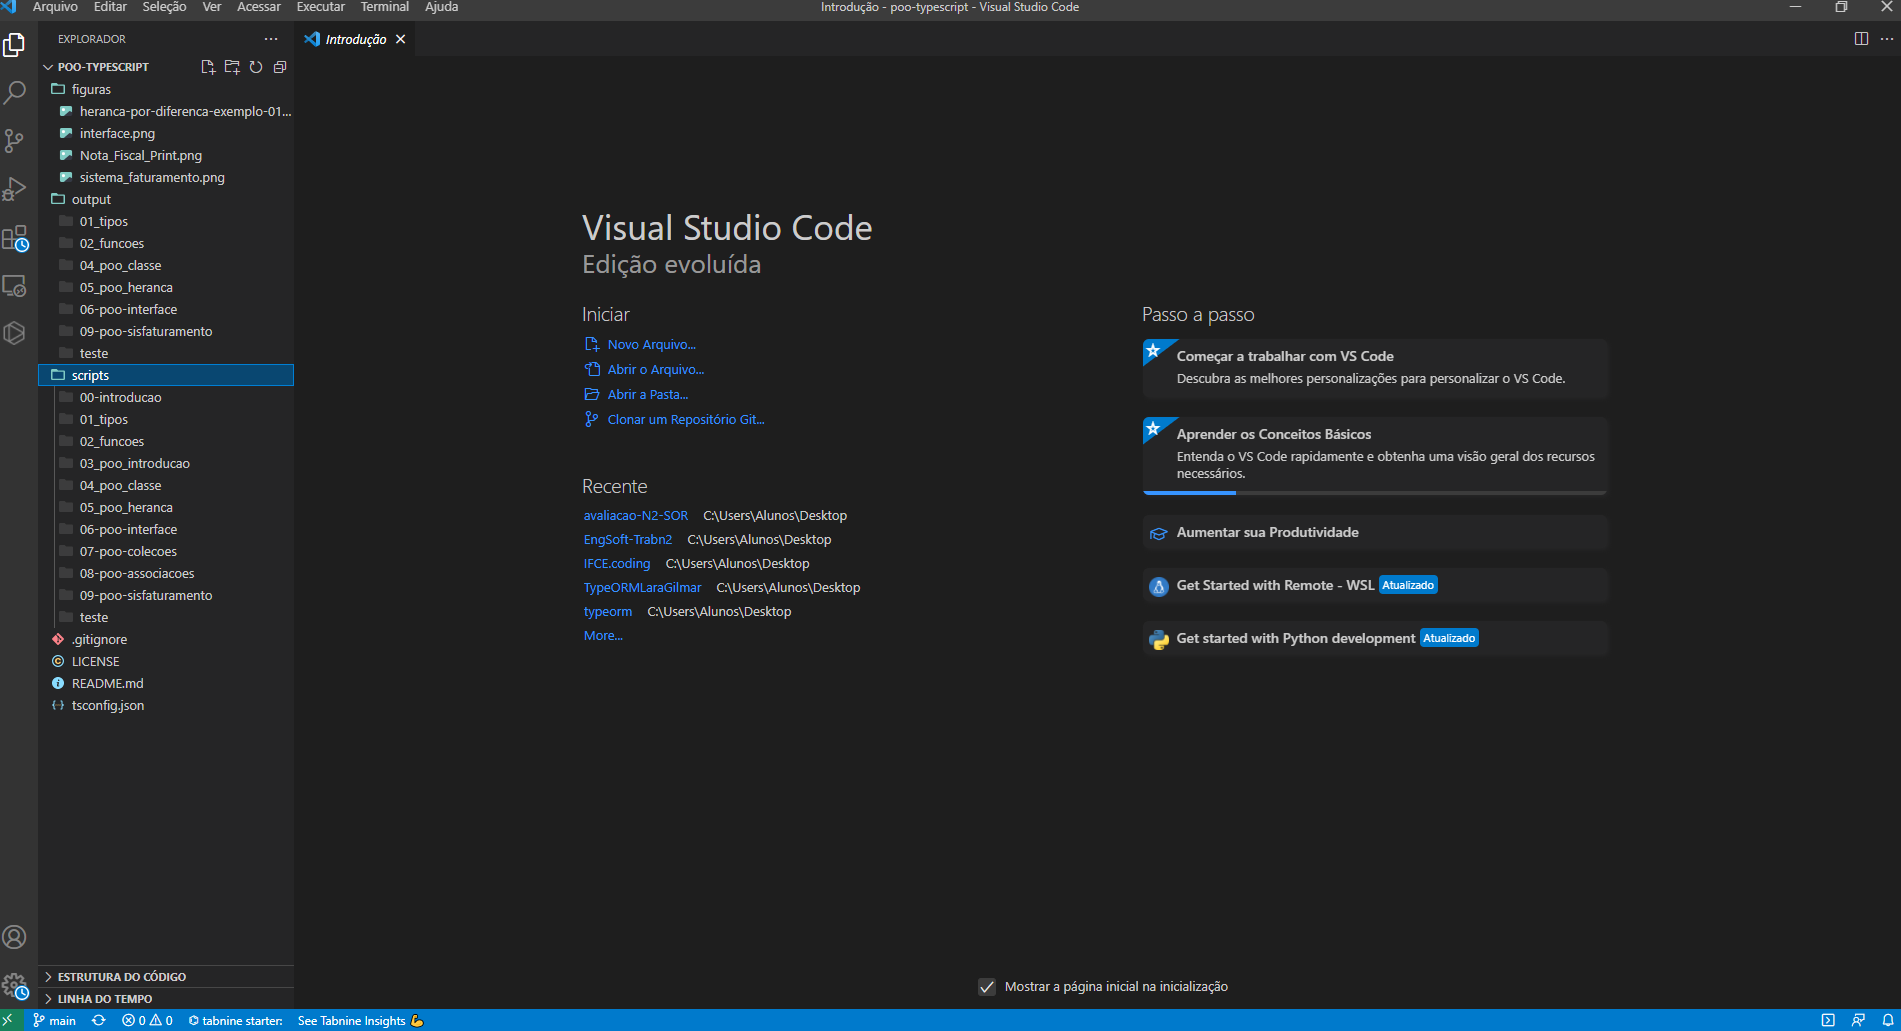 Arquivo Editar Seleção Ver Acessar Executar Terminal Ajuda
Introdução - poo-typescript - Visual Studio Code
EXPLORADOR
Introdução
POO-TYPESCRIPT
figuras
heranca-por-diferenca-exemplo-01...
interface.png
Nota_Fiscal_Print.png
sistema_faturamento.png
output
01_tipos
02_funcoes
04_poo_classe
05_poo_heranca
06-poo-interface
09-poo-sisfaturamento
teste
scripts
00-introducao
01_tipos
02_funcoes
03_poo_introducao
04_poo_classe
05_poo_heranca
06-poo-interface
07-poo-colecoes
08-poo-associacoes
09-poo-sisfaturamento
teste
.gitignore
LICENSE
README.md
tsconfig.json
ESTRUTURA DO CÓDIGO
LINHA DO TEMPO
Visual Studio Code
Edição evoluída
Iniciar
Novo Arquivo...
Abrir o Arquivo...
Abrir a Pasta...
Clonar um Repositório Git...
Recente
avaliacao-N2-SOR C:\Users\Alunos\Desktop
EngSoft-Trabn2 C:\Users\Alunos\Desktop
IFCE.coding C:\Users\Alunos\Desktop
TypeORMLaraGilmar C:\Users\Alunos\Desktop
typeorm C:\Users\Alunos\Desktop
More...
Passo a passo
Começar a trabalhar com VS Code
Descubra as melhores personalizações para personalizar o VS Code.
Aprender os Conceitos Básicos
Entenda o VS Code rapidamente e obtenha uma visão geral dos recursos
necessários.
Aumentar sua Produtividade
Get Started with Remote - WSL Atualizado
Get started with Python development Atualizado
Mostrar a página inicial na inicialização
main 0 0 tabnine starter: See Tabnine Insights 💪